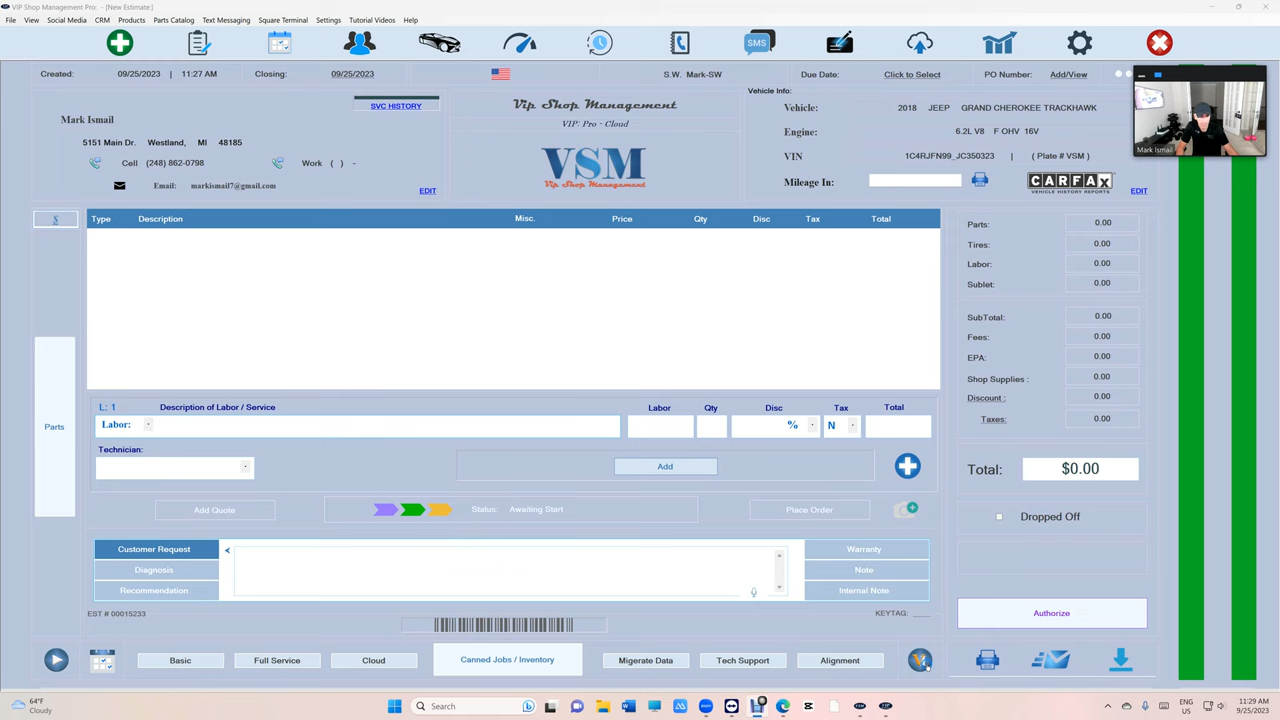 VIP Shop Management Pro: - [New Estimate:]
File View Social Media CRM Products Parts Catalog Text Messaging Square Terminal Settings Tutorial Videos Help
SMS
Created: 09/25/2023 | 11:27 AM Closing: 09/25/2023 S.W. Mark-SW Due Date: Click to Select PO Number: Add/View
SVC HISTORY
Vip Shop Management
VIP: Pro - Cloud
VSM
Vip Shop Management
Vehicle Info:
Mark Ismail
5151 Main Dr. Westland, MI 48185
Cell (248) 862-0798 Work ( ) -
Email: markismail7@gmail.com
EDIT
Vehicle: 2018 JEEP GRAND CHEROKEE TRACKHAWK
Engine: 6.2L V8 F OHV 16V
VIN 1C4RJFN99_JC350323 | ( Plate # VSM )
Mileage In:
CARFAX
VEHICLE HISTORY REPORTS
EDIT
Mark Ismail
$ Type Description Misc. Price Qty Disc Tax Total
Parts
Parts: 0.00
Tires: 0.00
Labor: 0.00
Sublet: 0.00
SubTotal: 0.00
Fees: 0.00
EPA: 0.00
Shop Supplies : 0.00
Discount : 0.00
Taxes: 0.00
Total: $0.00
Dropped Off
Authorize
L: 1 Description of Labor / Service Labor Qty Disc Tax Total
Labor: % N
Technician:
Add
Add Quote Status: Awaiting Start Place Order
Customer Request
Diagnosis
Recommendation
Warranty
Note
Internal Note
EST # 00015233 KEYTAG: ____
Basic Full Service Cloud Canned Jobs / Inventory Migerate Data Tech Support Alignment
64°F
Cloudy
Search
ENG
US
11:29 AM
9/25/2023